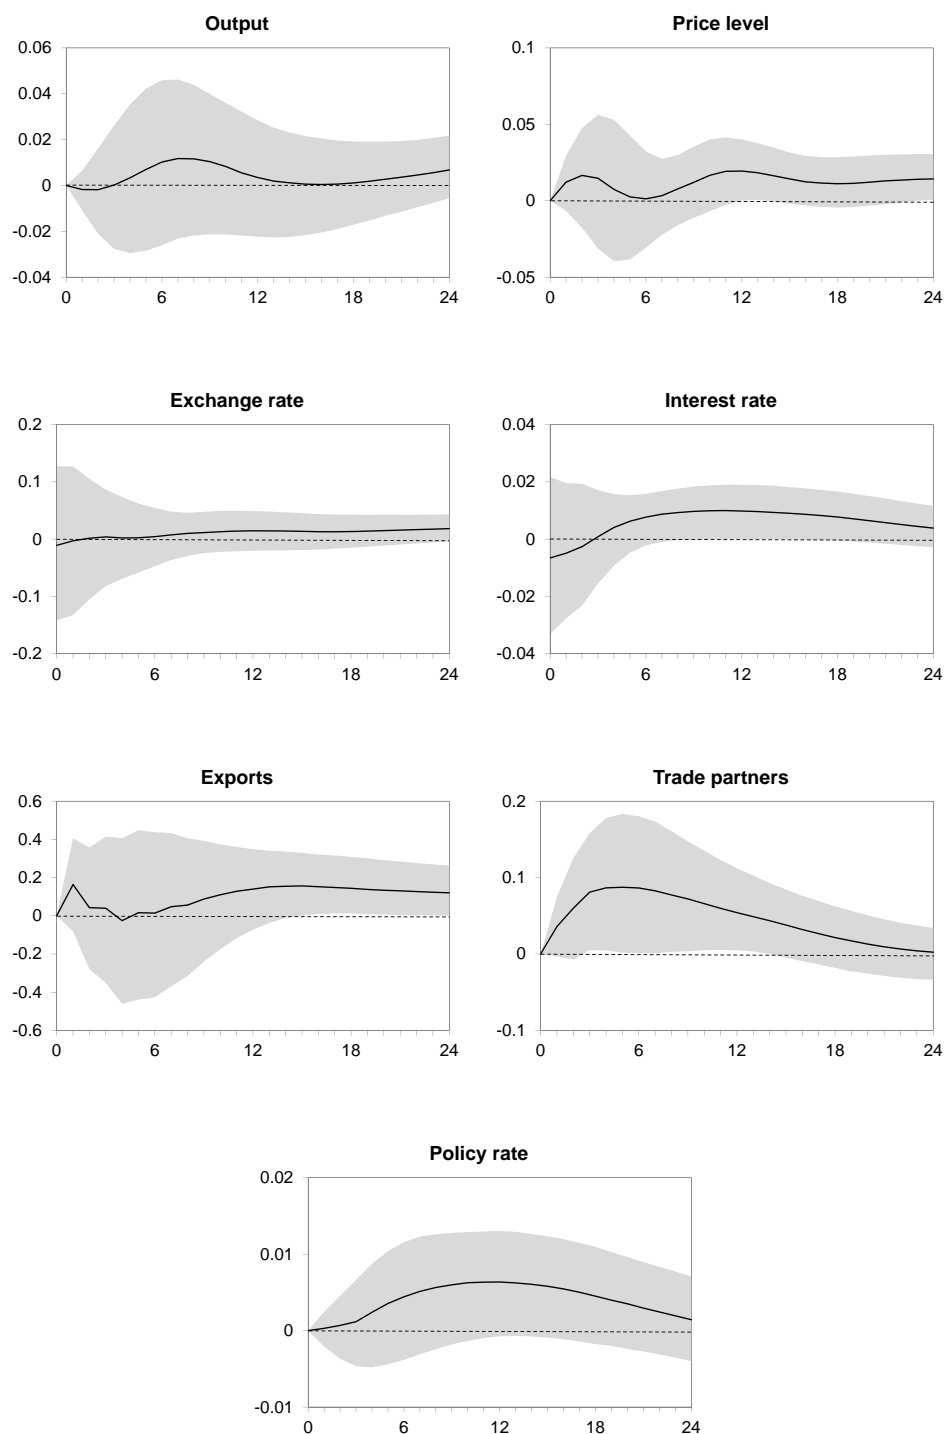 Output
0.06
0.04
0.02
0
-0.02
-0.04
0 6 12 18 24
Price level
0.1
0.05
0
-0.05
0 6 12 18 24
Exchange rate
0.2
0.1
0
-0.1
-0.2
0 6 12 18 24
Interest rate
0.04
0.02
0
-0.02
-0.04
0 6 12 18 24
Exports
0.6
0.4
0.2
0
-0.2
-0.4
-0.6
0 6 12 18 24
Trade partners
0.2
0.1
0
-0.1
0 6 12 18 24
Policy rate
0.02
0.01
0
-0.01
0 6 12 18 24